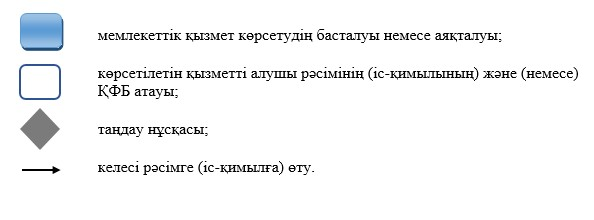 мемлекеттік қызмет көрсетудің басталуы немесе аяқталуы;
көрсетілетін қызметті алушы рәсімінің (іс-қимылының) және (немесе)
ҚФБ атауы;
таңдау нұсқасы;
келесі рәсімге (іс-қимылға) өту.